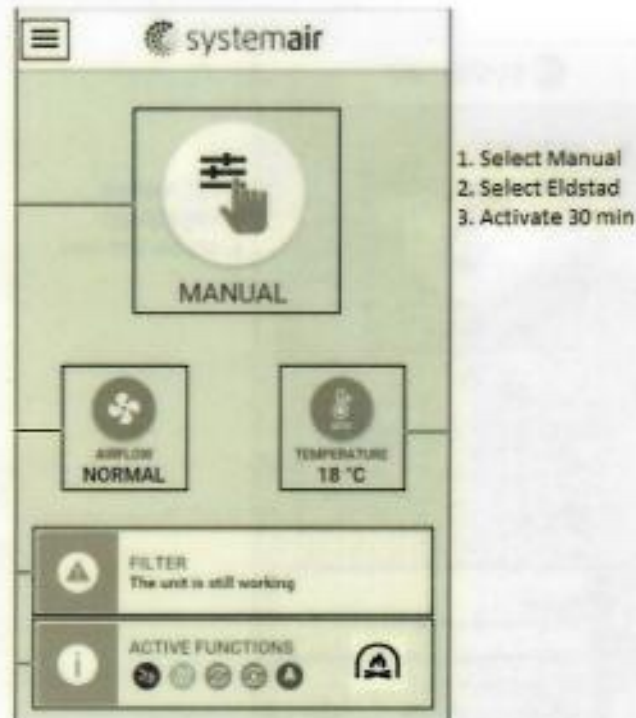 systemair
1. Select Manual
2. Select Eldstad
3. Activate 30 min
MANUAL
AIRFLOW
NORMAL
TEMPERATURE
18 °C
FILTER
The unit is still working
ACTIVE FUNCTIONS